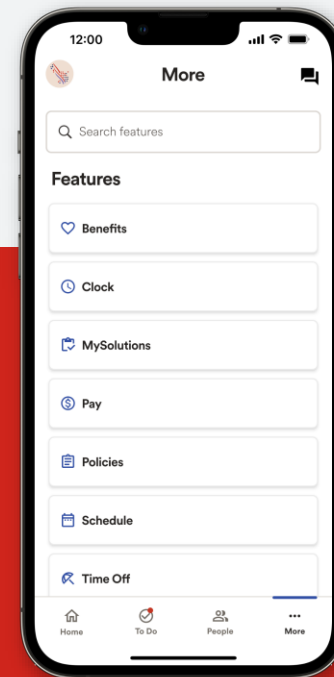 12:00
More
Search features
Features
Benefits
Clock
MySolutions
Pay
Policies
Schedule
Time Off
Home
To Do
People
More